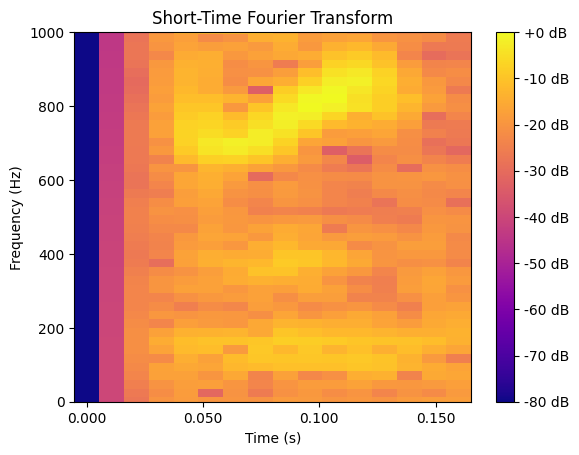 Short-Time Fourier Transform
Frequency (Hz)
1000
800
600
400
200
0
0.000
0.050
0.100
0.150
Time (s)
+0 dB
-10 dB
-20 dB
-30 dB
-40 dB
-50 dB
-60 dB
-70 dB
-80 dB